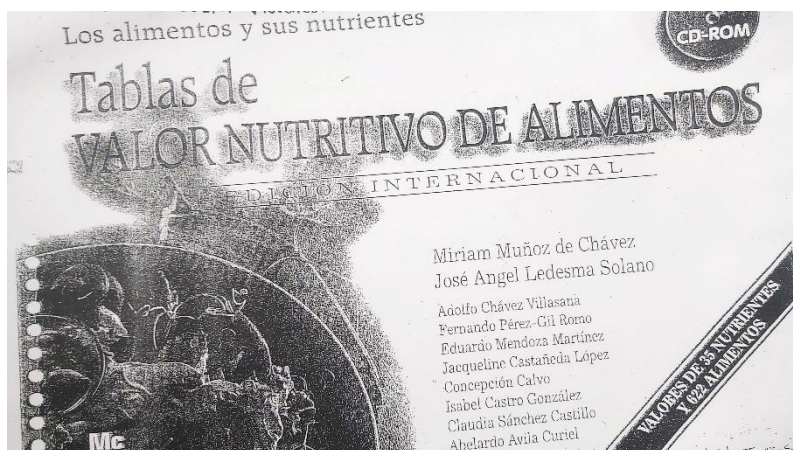 Los alimentos y sus nutrientes
CD-ROM
Tablas de
VALOR NUTRITIVO DE ALIMENTOS
EDICIÓN INTERNACIONAL
Miriam Muñoz de Chávez
José Angel Ledesma Solano
Adolfo Chávez Villasana
Fernando Pérez-Gil Romo
Eduardo Mendoza Martínez
Jacqueline Castañeda López
Concepción Calvo
Isabel Castro González
Claudia Sánchez Castillo
Abelardo Avila Curiel
VALORES DE 35 NUTRIENTES
Y 622 ALIMENTOS
Mc